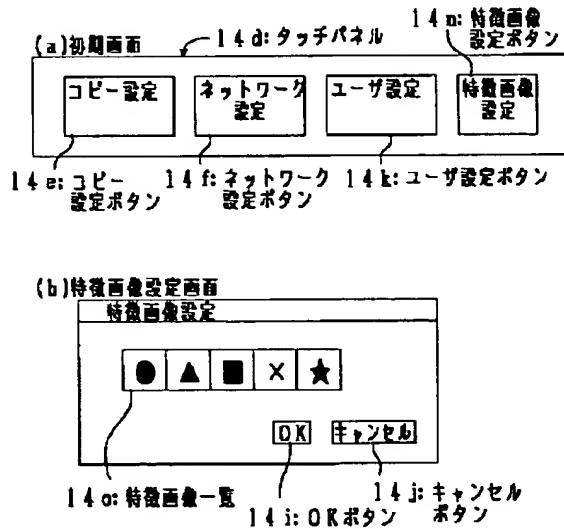 (a)初期画面
14d:タッチパネル
14n:特徴画像
設定ボタン
コピー設定
ネットワーク
設定
ユーザ設定
特徴画像
設定
14e:コピー
設定ボタン
14f:ネットワーク
設定ボタン
14k:ユーザ設定ボタン
(b)特徴画像設定画面
特徴画像設定
OK
キャンセル
14o:特徴画像一覧
14i:OKボタン
14j:キャンセル
ボタン